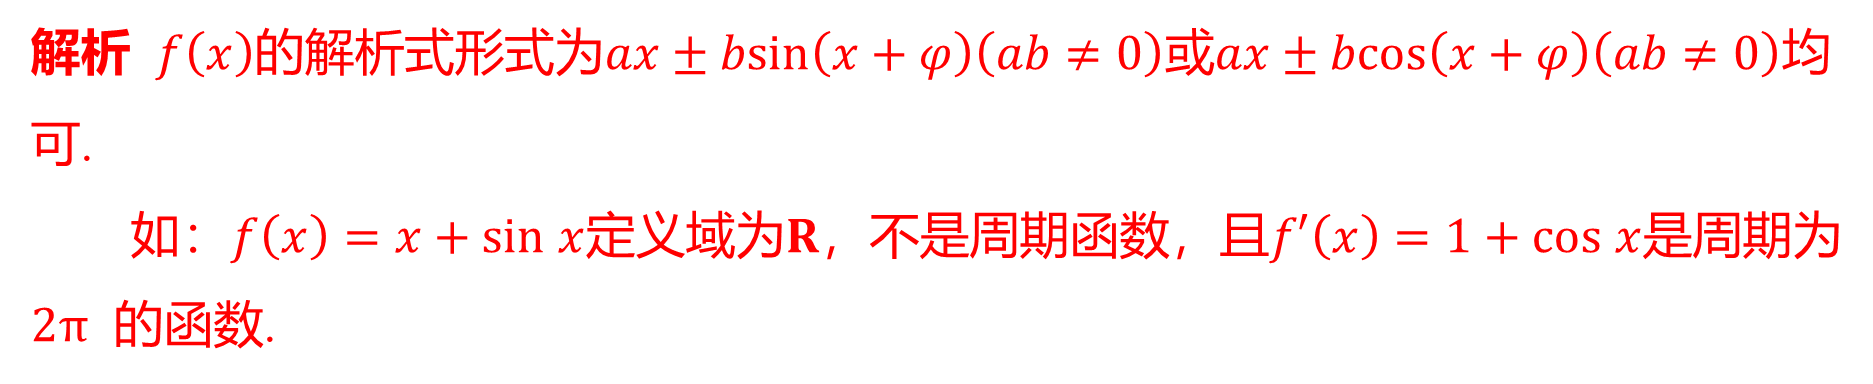 解析 f(x)的解析式形式为ax ± bsin(x + φ)(ab ≠ 0)或ax ± bcos(x + φ)(ab ≠ 0)均
可.
如：f(x) = x + sin x定义域为R，不是周期函数，且f′(x) = 1 + cos x是周期为
2π 的函数.